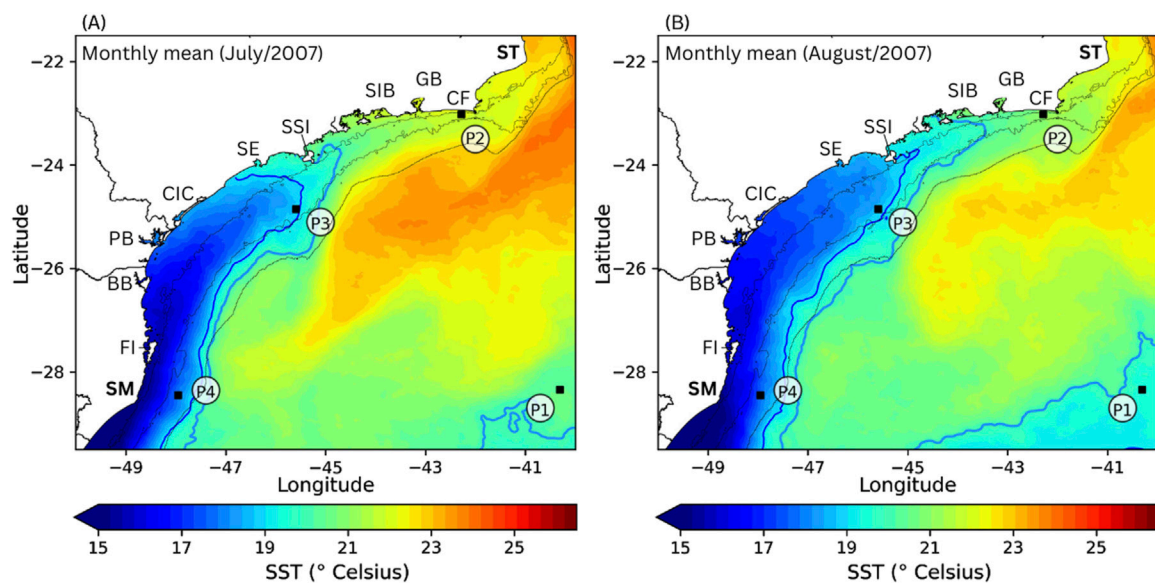 (A)
Monthly mean (July/2007)
ST
GB
SIB
CF
SSI
P2
SE
CIC
P3
PB
BB
FI
SM
P4
P1
−22
−24
−26
−28
Latitude
−49 −47 −45 −43 −41
Longitude
15 17 19 21 23 25
SST (° Celsius)
(B)
Monthly mean (August/2007)
ST
GB
SIB
CF
SSI
P2
SE
CIC
P3
PB
BB
FI
SM
P4
P1
−22
−24
−26
−28
Latitude
−49 −47 −45 −43 −41
Longitude
15 17 19 21 23 25
SST (° Celsius)